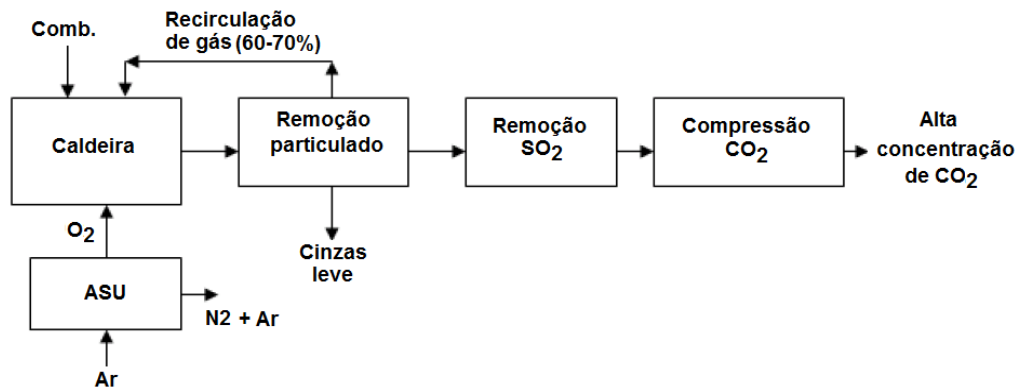 Comb.
Recirculação
de gás (60-70%)
Caldeira
Remoção
particulado
Remoção
SO2
Compressão
CO2
Alta
concentração
de CO2
O2
Cinzas
leve
ASU
N2 + Ar
Ar